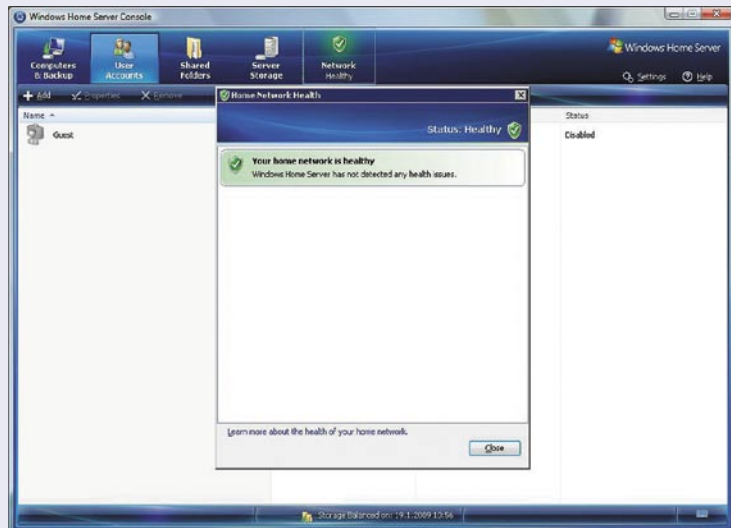 Windows Home Server Console
Computers & Backup
User Accounts
Shared Folders
Server Storage
Network Healthy
Windows Home Server
Settings
Help
Add
Properties
Remove
Name
Status
Guest
Disabled
Home Network Health
Status: Healthy
Your home network is healthy
Windows Home Server has not detected any health issues.
Learn more about the health of your home network.
Close
Storage Balanced on: 19.1.2009 13:56